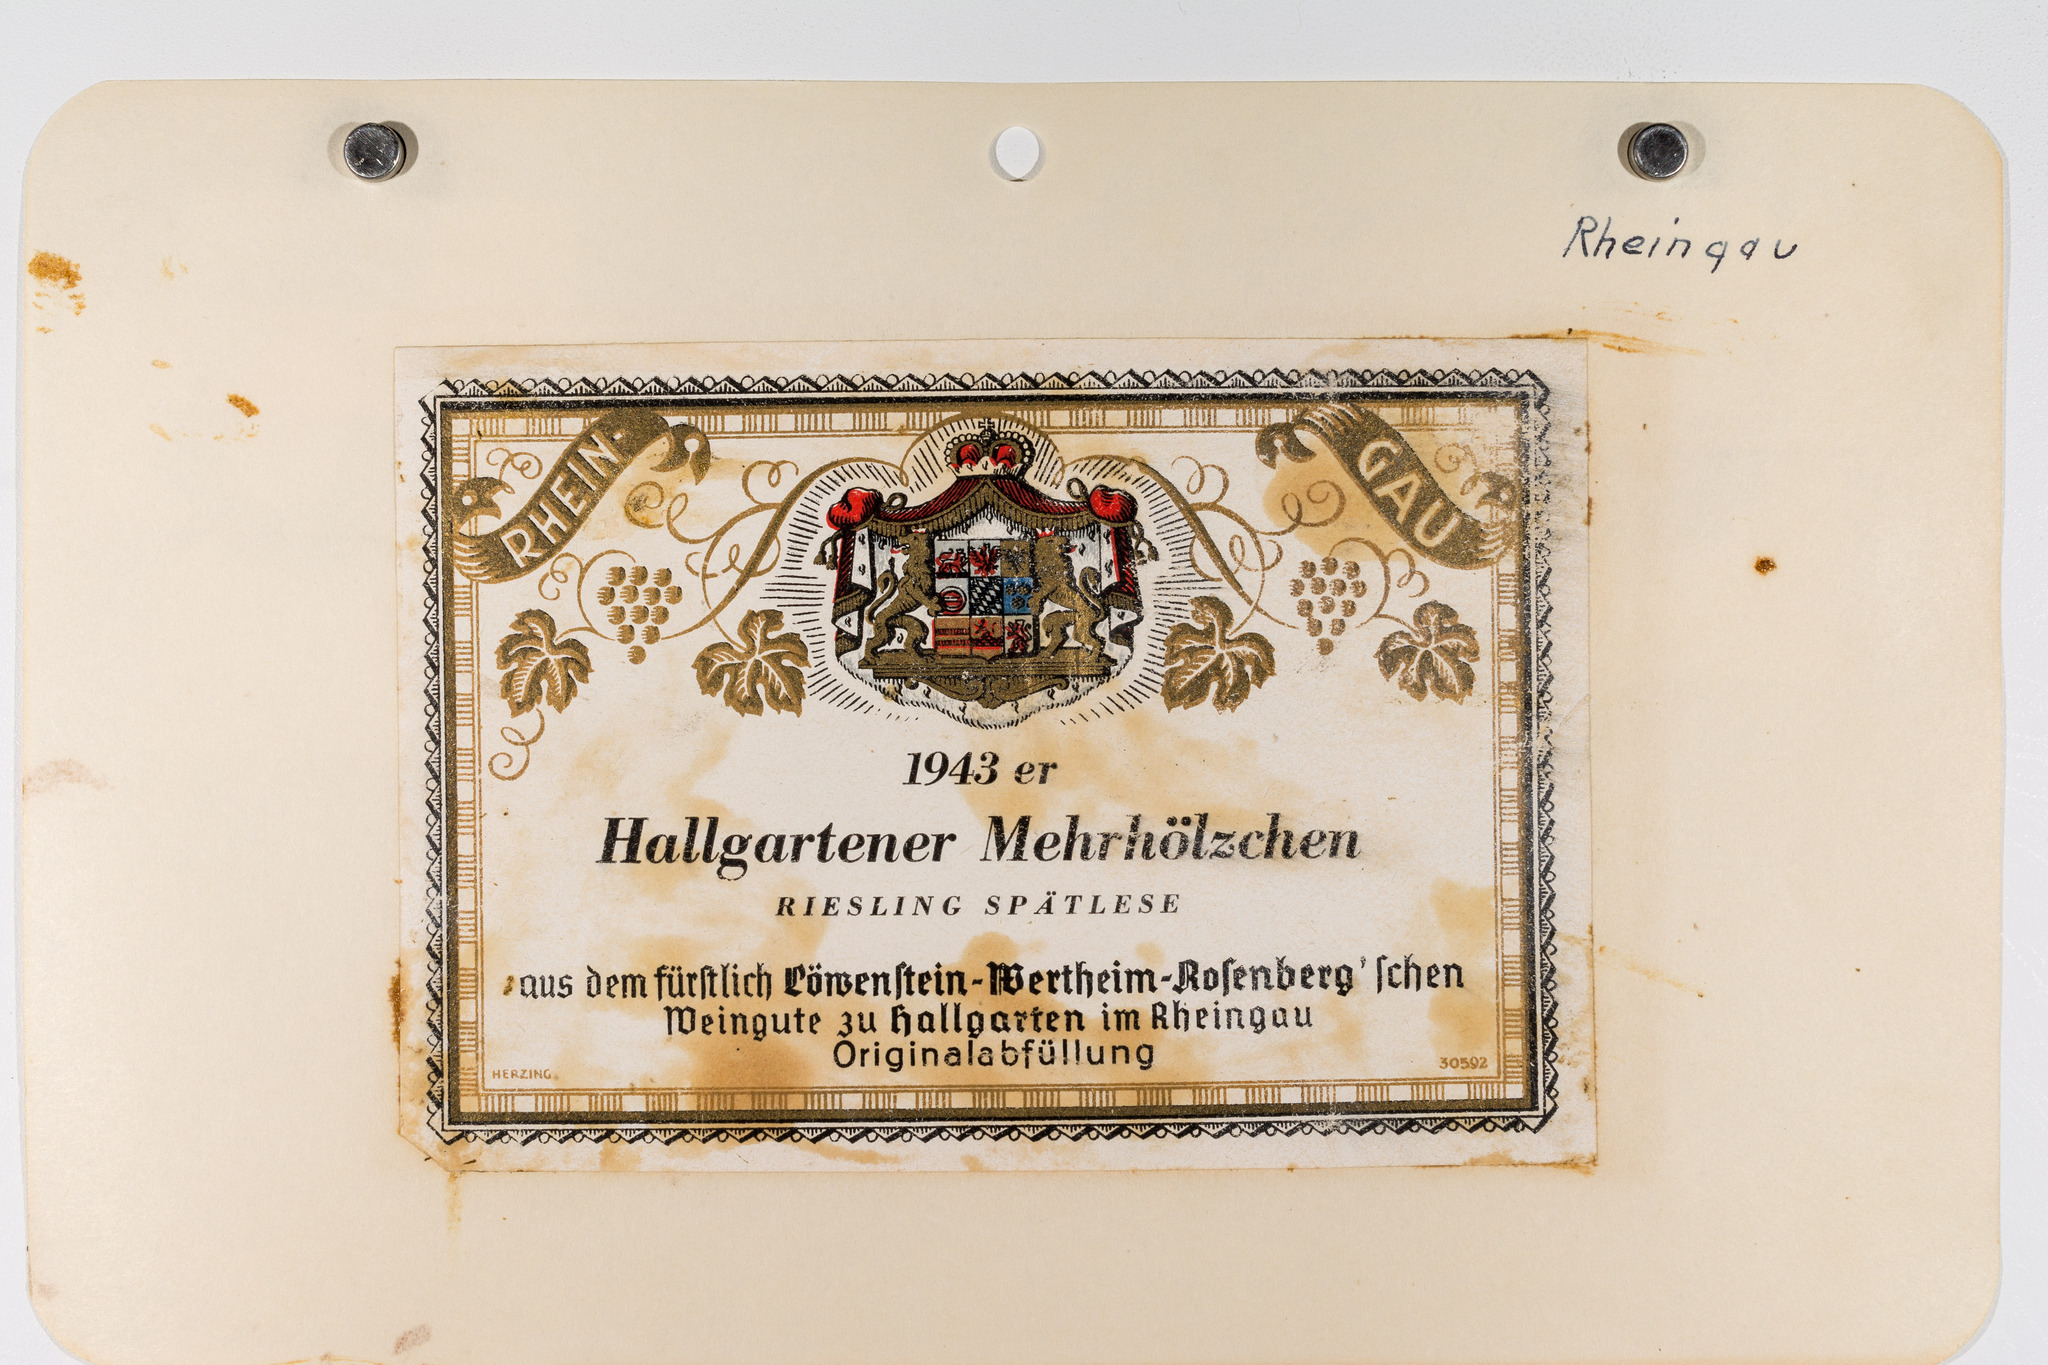 Rheingau
RHEIN-
GAU
1943 er
Hallgartener Mehrhölzchen
RIESLING SPÄTLESE
aus dem fürſtlich Löwenſtein-Wertheim-Roſenberg'ſchen
Weingute zu Hallgarten im Rheingau
Originalabfüllung
HERZING
30592